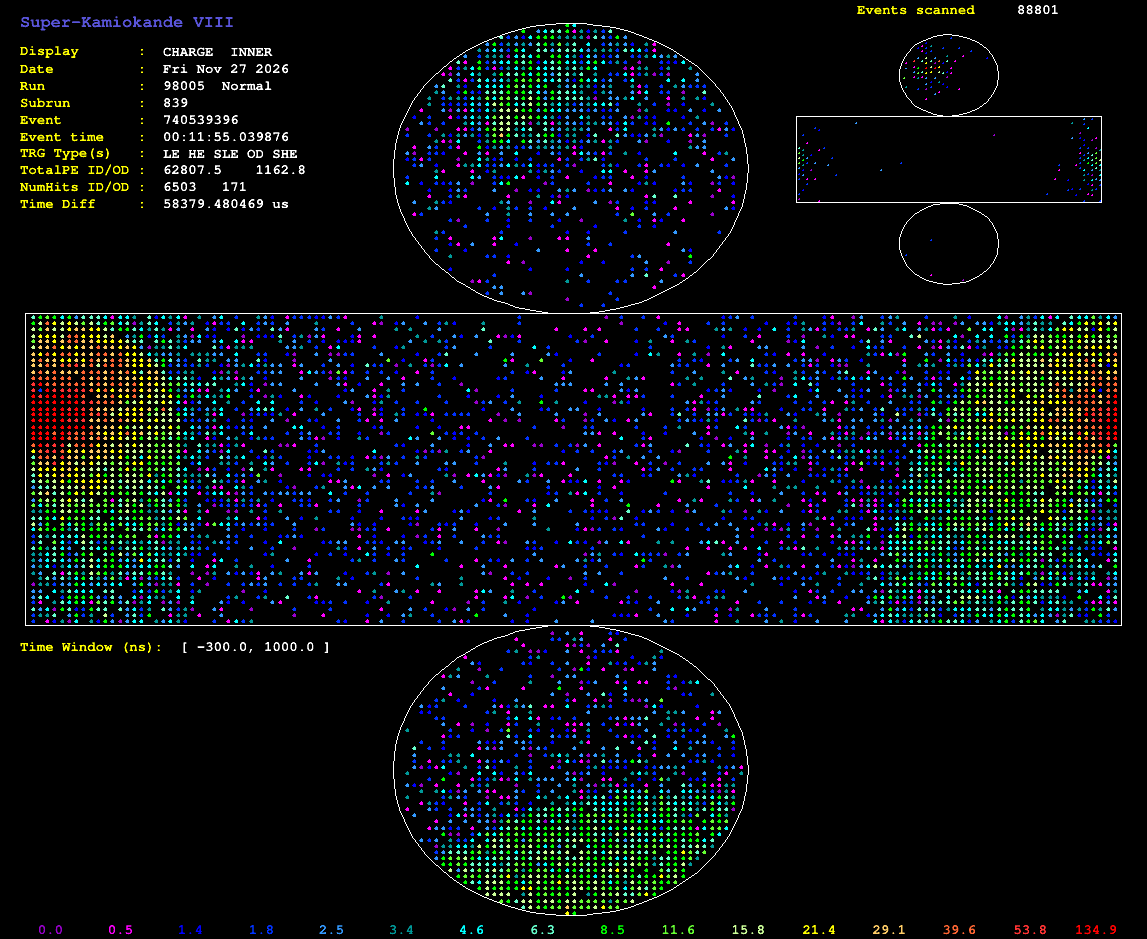 Super-Kamiokande VIII
Events scanned 88801
Display : CHARGE INNER
Date : Fri Nov 27 2026
Run : 98005 Normal
Subrun : 839
Event : 740539396
Event time : 00:11:55.039876
TRG Type(s) : LE HE SLE OD SHE
TotalPE ID/OD : 62807.5 1162.8
NumHits ID/OD : 6503 171
Time Diff : 58379.480469 us
Time Window (ns): [ -300.0, 1000.0 ]
0.0 0.5 1.4 1.8 2.5 3.4 4.6 6.3 8.5 11.6 15.8 21.4 29.1 39.6 53.8 134.9